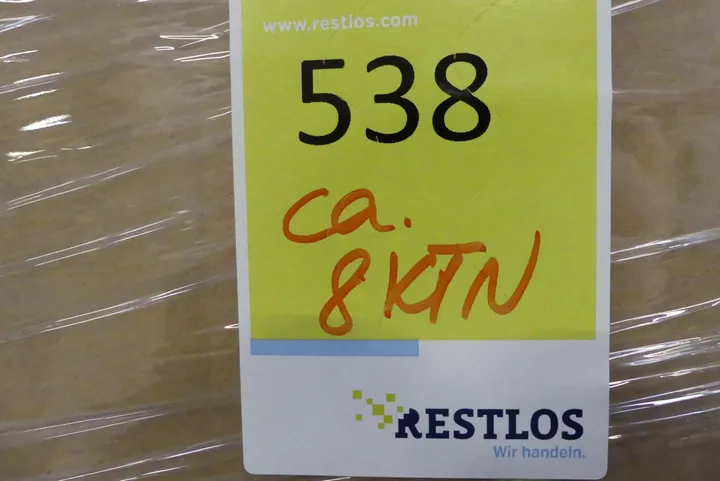 www.restlos.com
538
ca.
8 KTN
RESTLOS
Wir handeln.